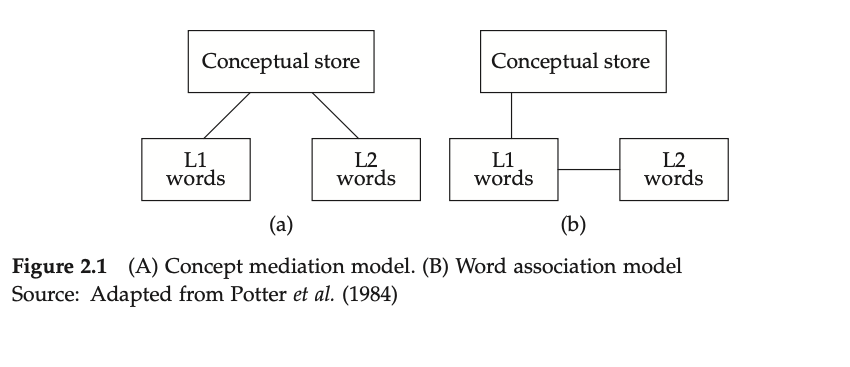 Conceptual store
L1
words
L2
words
(a)
Conceptual store
L1
words
L2
words
(b)
Figure 2.1 (A) Concept mediation model. (B) Word association model
Source: Adapted from Potter et al. (1984)